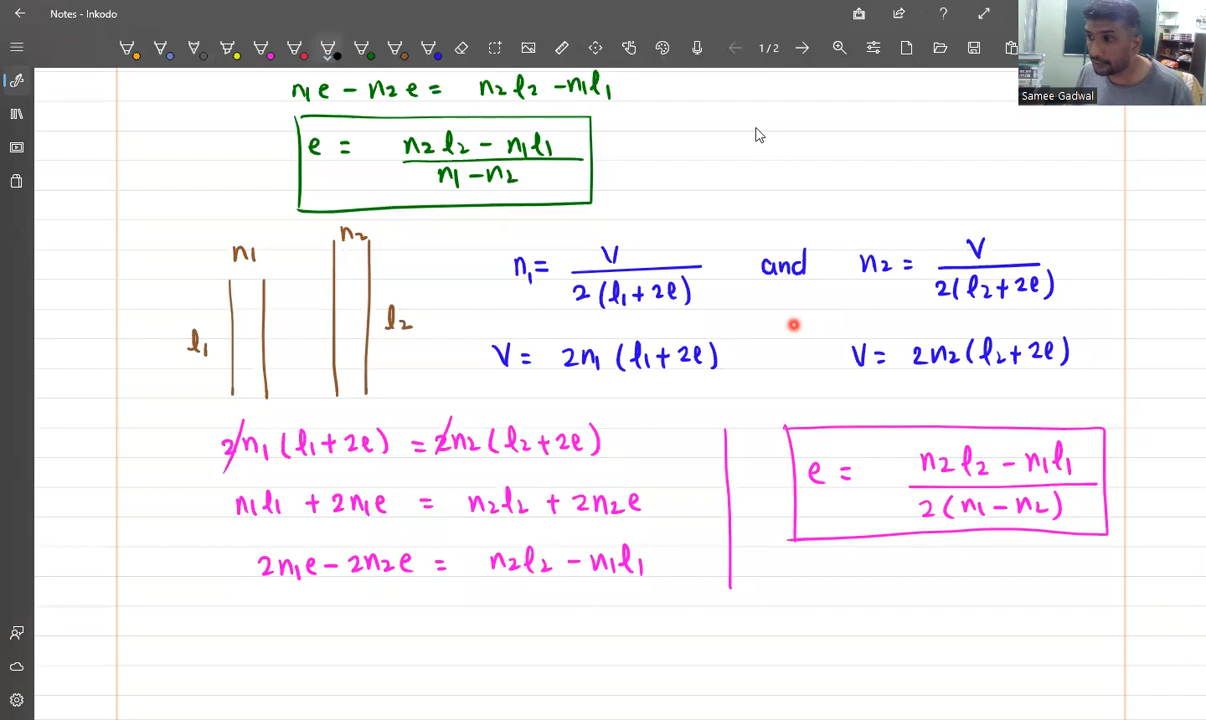 Notes - Inkodo
1/2
Samee Gadwal
n₁e - n₂e = n₂l₂ - n₁l₁
e = (n₂l₂ - n₁l₁) / (n₁ - n₂)
n₁ n₂
l₁ l₂
n₁ = V / 2(l₁+2e) and n₂ = V / 2(l₂+2e)
V = 2n₁(l₁+2e) V = 2n₂(l₂+2e)
2n₁(l₁+2e) = 2n₂(l₂+2e)
n₁l₁ + 2n₁e = n₂l₂ + 2n₂e
2n₁e - 2n₂e = n₂l₂ - n₁l₁
e = (n₂l₂ - n₁l₁) / 2(n₁ - n₂)